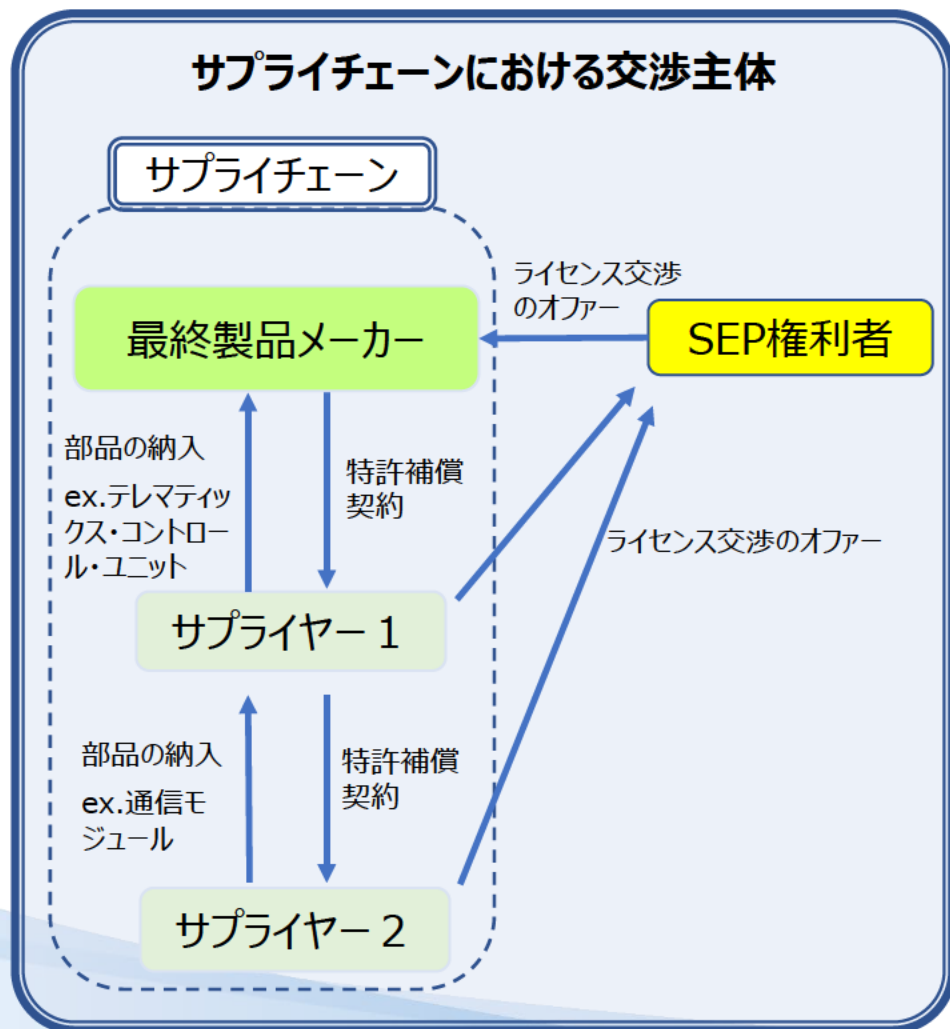 サプライチェーンにおける交渉主体
サプライチェーン
ライセンス交渉
のオファー
最終製品メーカー
SEP権利者
部品の納入
ex.テレマティッ
クス・コントロー
ル・ユニット
特許補償
契約
ライセンス交渉のオファー
サプライヤー1
部品の納入
ex.通信モ
ジュール
特許補償
契約
サプライヤー2